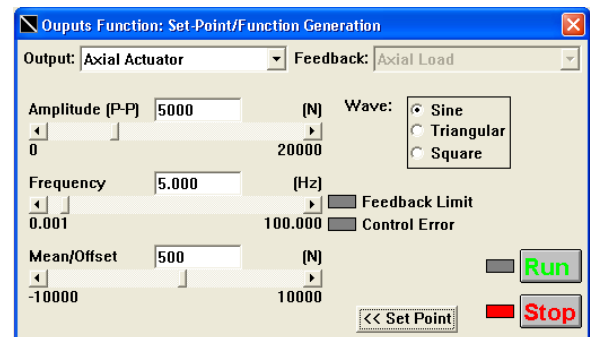 Ouputs Function: Set-Point/Function Generation
Output: Axial Actuator Feedback: Axial Load
Amplitude (P-P) 5000 (N) Wave: Sine
Triangular
0 20000 Square
Frequency 5.000 (Hz)
Feedback Limit
0.001 100.000 Control Error
Mean/Offset 500 (N)
Run
-10000 10000
<< Set Point Stop